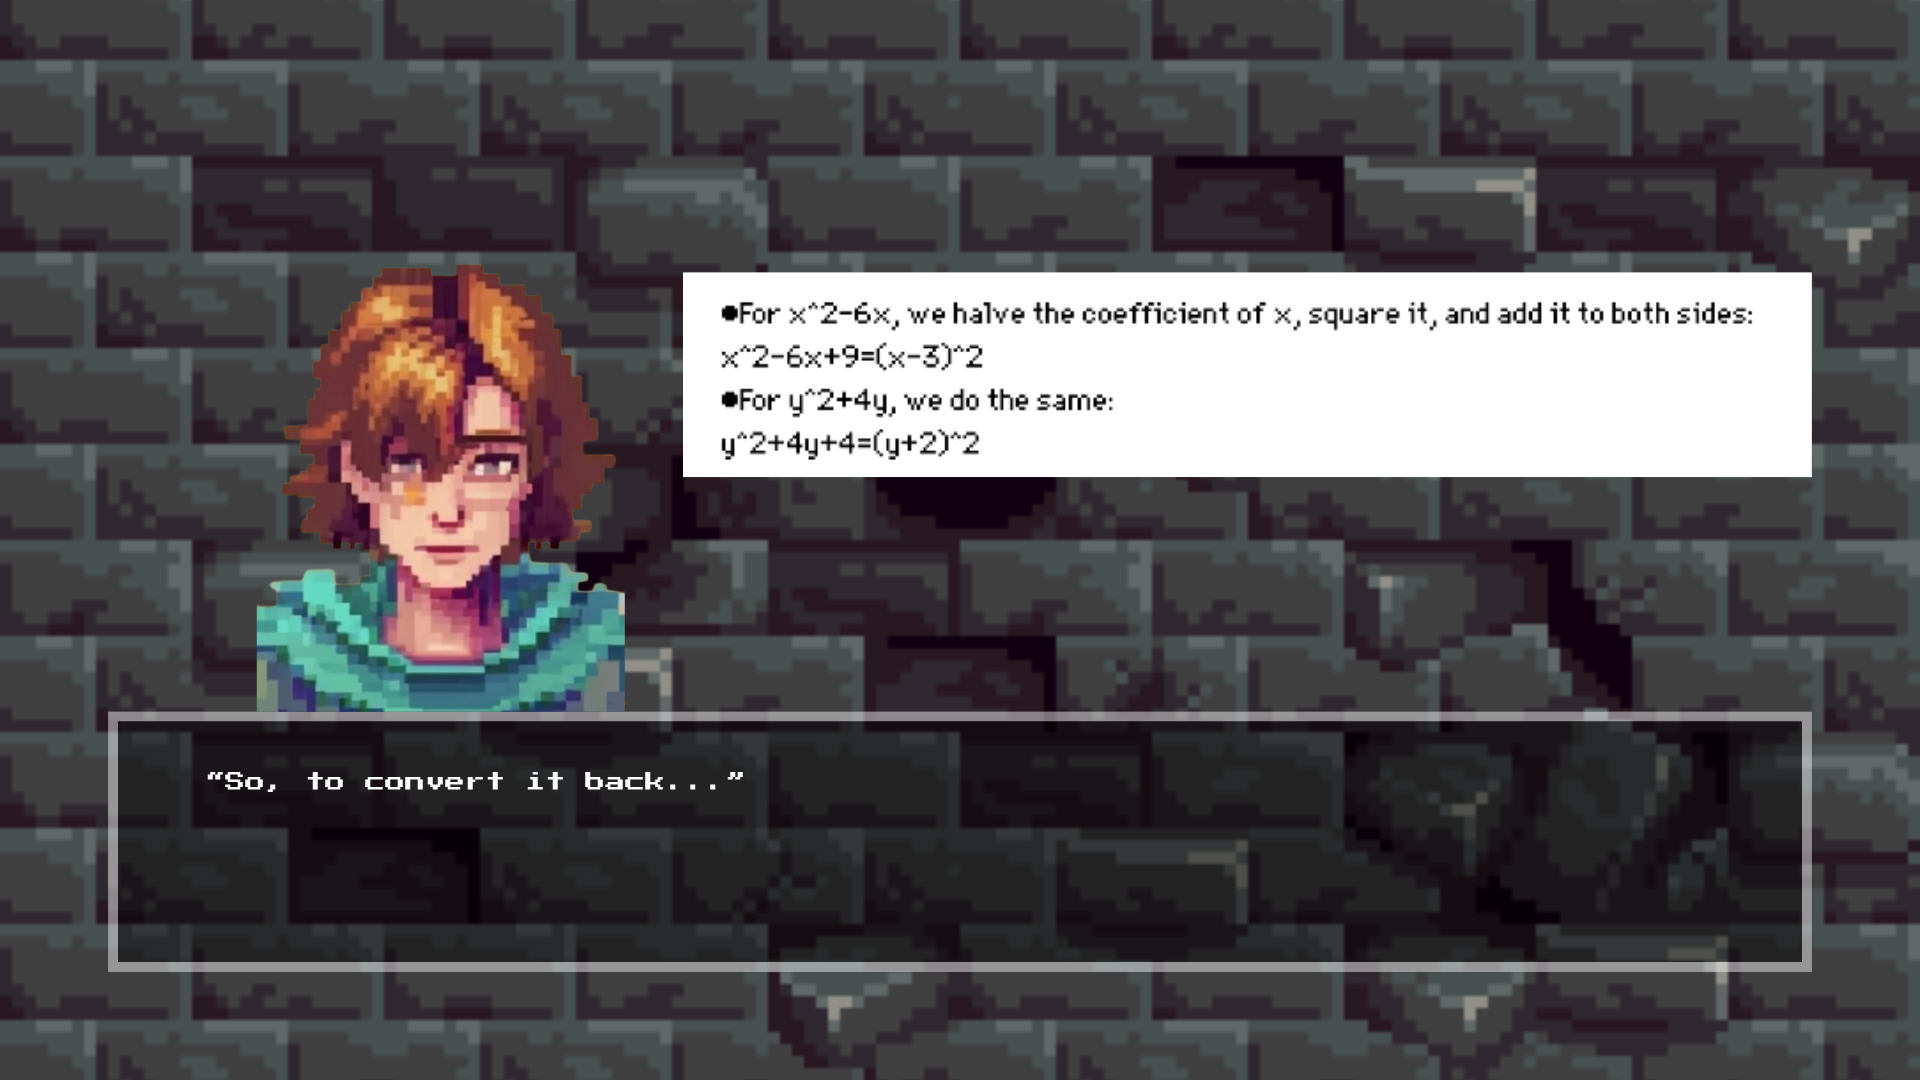 ●For x^2-6x, we halve the coefficient of x, square it, and add it to both sides:
x^2-6x+9=(x-3)^2
●For y^2+4y, we do the same:
y^2+4y+4=(y+2)^2
“So, to convert it back...”